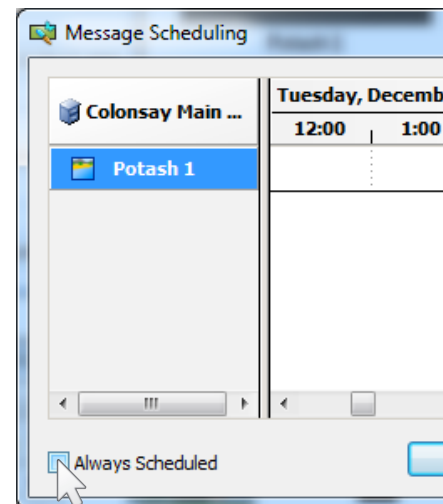 Message Scheduling
Colonsay Main ...
Tuesday, Decemb
12:00 1:00
Potash 1
Always Scheduled